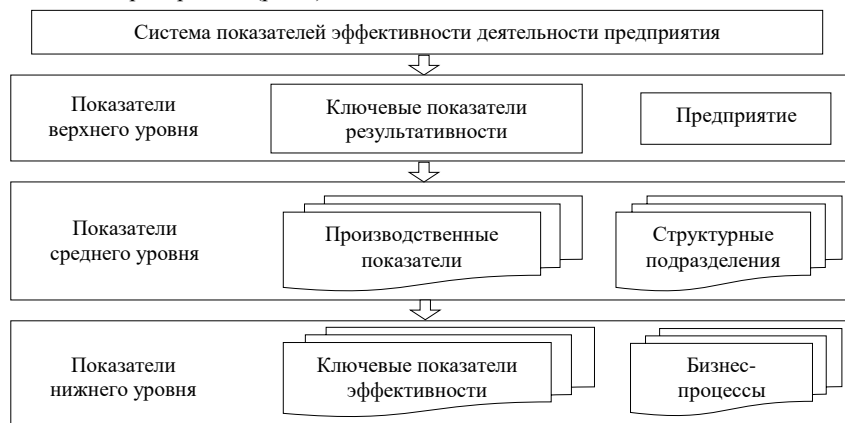 Система показателей эффективности деятельности предприятия
Показатели
верхнего уровня
Ключевые показатели
результативности
Предприятие
Показатели
среднего уровня
Производственные
показатели
Структурные
подразделения
Показатели
нижнего уровня
Ключевые показатели
эффективности
Бизнес-
процессы